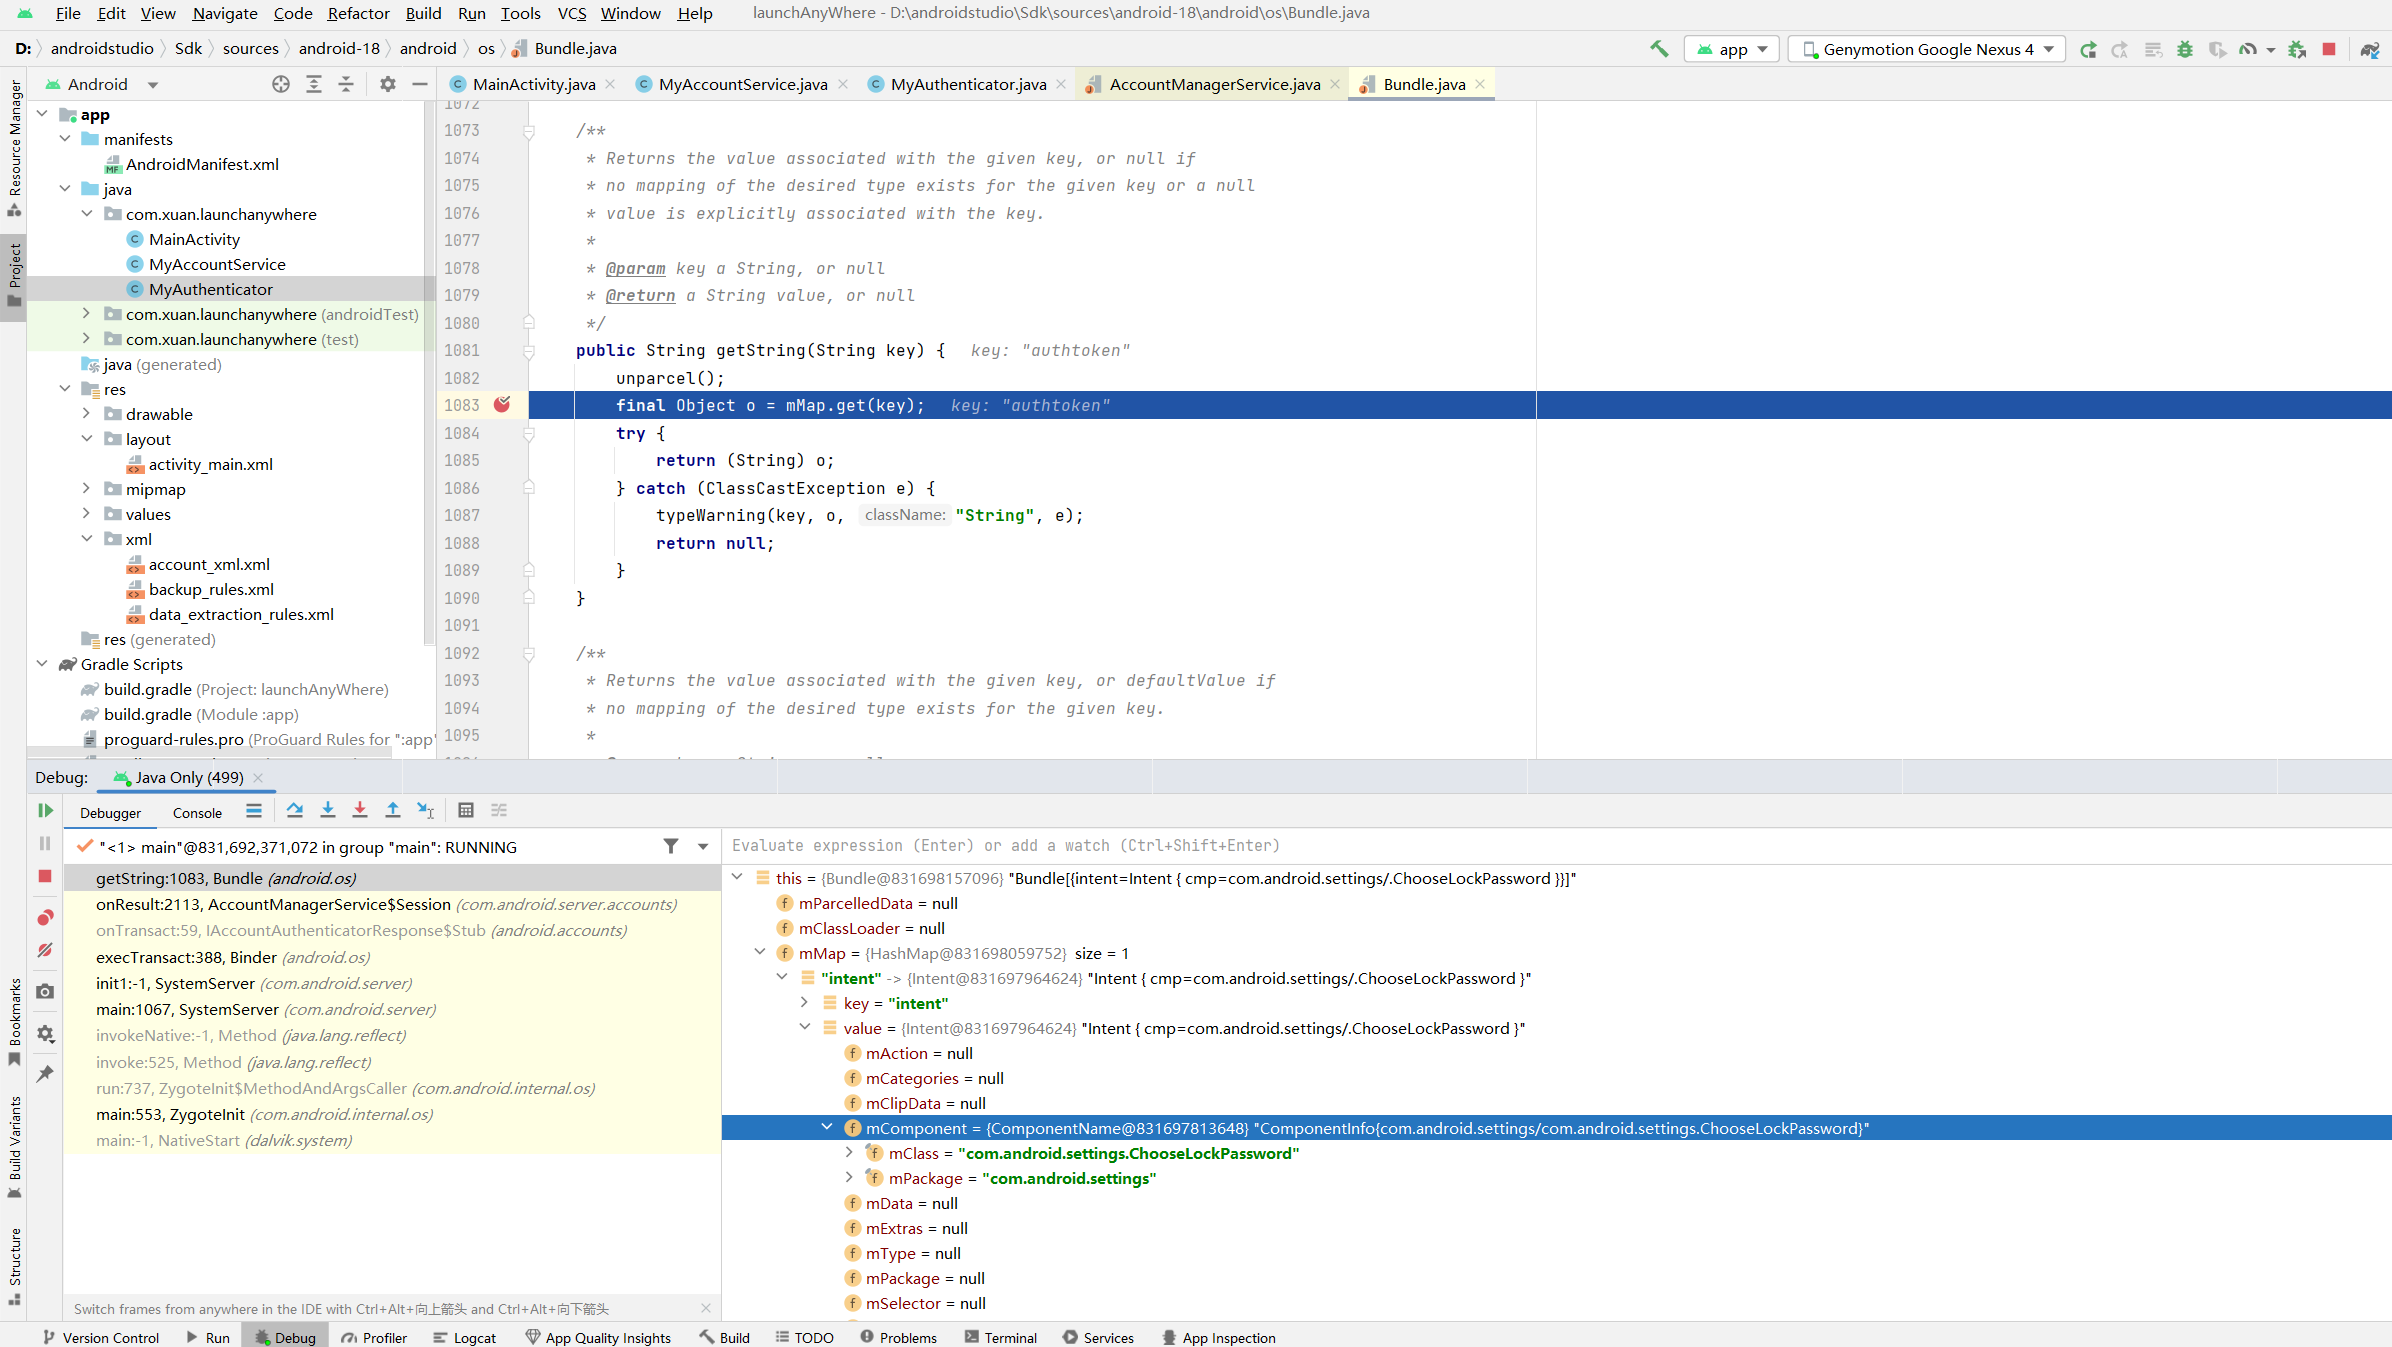 File Edit View Navigate Code Refactor Build Run Tools VCS Window Help launchAnyWhere - D:\androidstudio\Sdk\sources\android-18\android\os\Bundle.java
D: androidstudio Sdk sources android-18 android os Bundle.java app Genymotion Google Nexus 4
Android MainActivity.java MyAccountService.java MyAuthenticator.java AccountManagerService.java Bundle.java
Resource Manager
Project
Bookmarks
Build Variants
Structure
app
manifests
AndroidManifest.xml
java
com.xuan.launchanywhere
MainActivity
MyAccountService
MyAuthenticator
com.xuan.launchanywhere (androidTest)
com.xuan.launchanywhere (test)
java (generated)
res
drawable
layout
activity_main.xml
mipmap
values
xml
account_xml.xml
backup_rules.xml
data_extraction_rules.xml
res (generated)
Gradle Scripts
build.gradle (Project: launchAnyWhere)
build.gradle (Module :app)
proguard-rules.pro (ProGuard Rules for ":app"
1072
1073 /**
1074 * Returns the value associated with the given key, or null if
1075 * no mapping of the desired type exists for the given key or a null
1076 * value is explicitly associated with the key.
1077 *
1078 * @param key a String, or null
1079 * @return a String value, or null
1080 */
1081 public String getString(String key) { key: "authtoken"
1082 unparcel();
1083 final Object o = mMap.get(key); key: "authtoken"
1084 try {
1085 return (String) o;
1086 } catch (ClassCastException e) {
1087 typeWarning(key, o, className: "String", e);
1088 return null;
1089 }
1090 }
1091
1092 /**
1093 * Returns the value associated with the given key, or defaultValue if
1094 * no mapping of the desired type exists for the given key.
1095 *
Debug: Java Only (499)
Debugger Console
"<1> main"@831,692,371,072 in group "main": RUNNING
getString:1083, Bundle (android.os)
onResult:2113, AccountManagerService$Session (com.android.server.accounts)
onTransact:59, IAccountAuthenticatorResponse$Stub (android.accounts)
execTransact:388, Binder (android.os)
init1:-1, SystemServer (com.android.server)
main:1067, SystemServer (com.android.server)
invokeNative:-1, Method (java.lang.reflect)
invoke:525, Method (java.lang.reflect)
run:737, ZygoteInit$MethodAndArgsCaller (com.android.internal.os)
main:553, ZygoteInit (com.android.internal.os)
main:-1, NativeStart (dalvik.system)
Switch frames from anywhere in the IDE with Ctrl+Alt+向上箭头 and Ctrl+Alt+向下箭头
Evaluate expression (Enter) or add a watch (Ctrl+Shift+Enter)
this = {Bundle@831698157096} "Bundle[{intent=Intent { cmp=com.android.settings/.ChooseLockPassword }}]"
mParcelledData = null
mClassLoader = null
mMap = {HashMap@831698059752} size = 1
"intent" -> {Intent@831697964624} "Intent { cmp=com.android.settings/.ChooseLockPassword }"
key = "intent"
value = {Intent@831697964624} "Intent { cmp=com.android.settings/.ChooseLockPassword }"
mAction = null
mCategories = null
mClipData = null
mComponent = {ComponentName@831697813648} "ComponentInfo{com.android.settings/com.android.settings.ChooseLockPassword}"
mClass = "com.android.settings.ChooseLockPassword"
mPackage = "com.android.settings"
mData = null
mExtras = null
mType = null
mPackage = null
mSelector = null
Version Control Run Debug Profiler Logcat App Quality Insights Build TODO Problems Terminal Services App Inspection